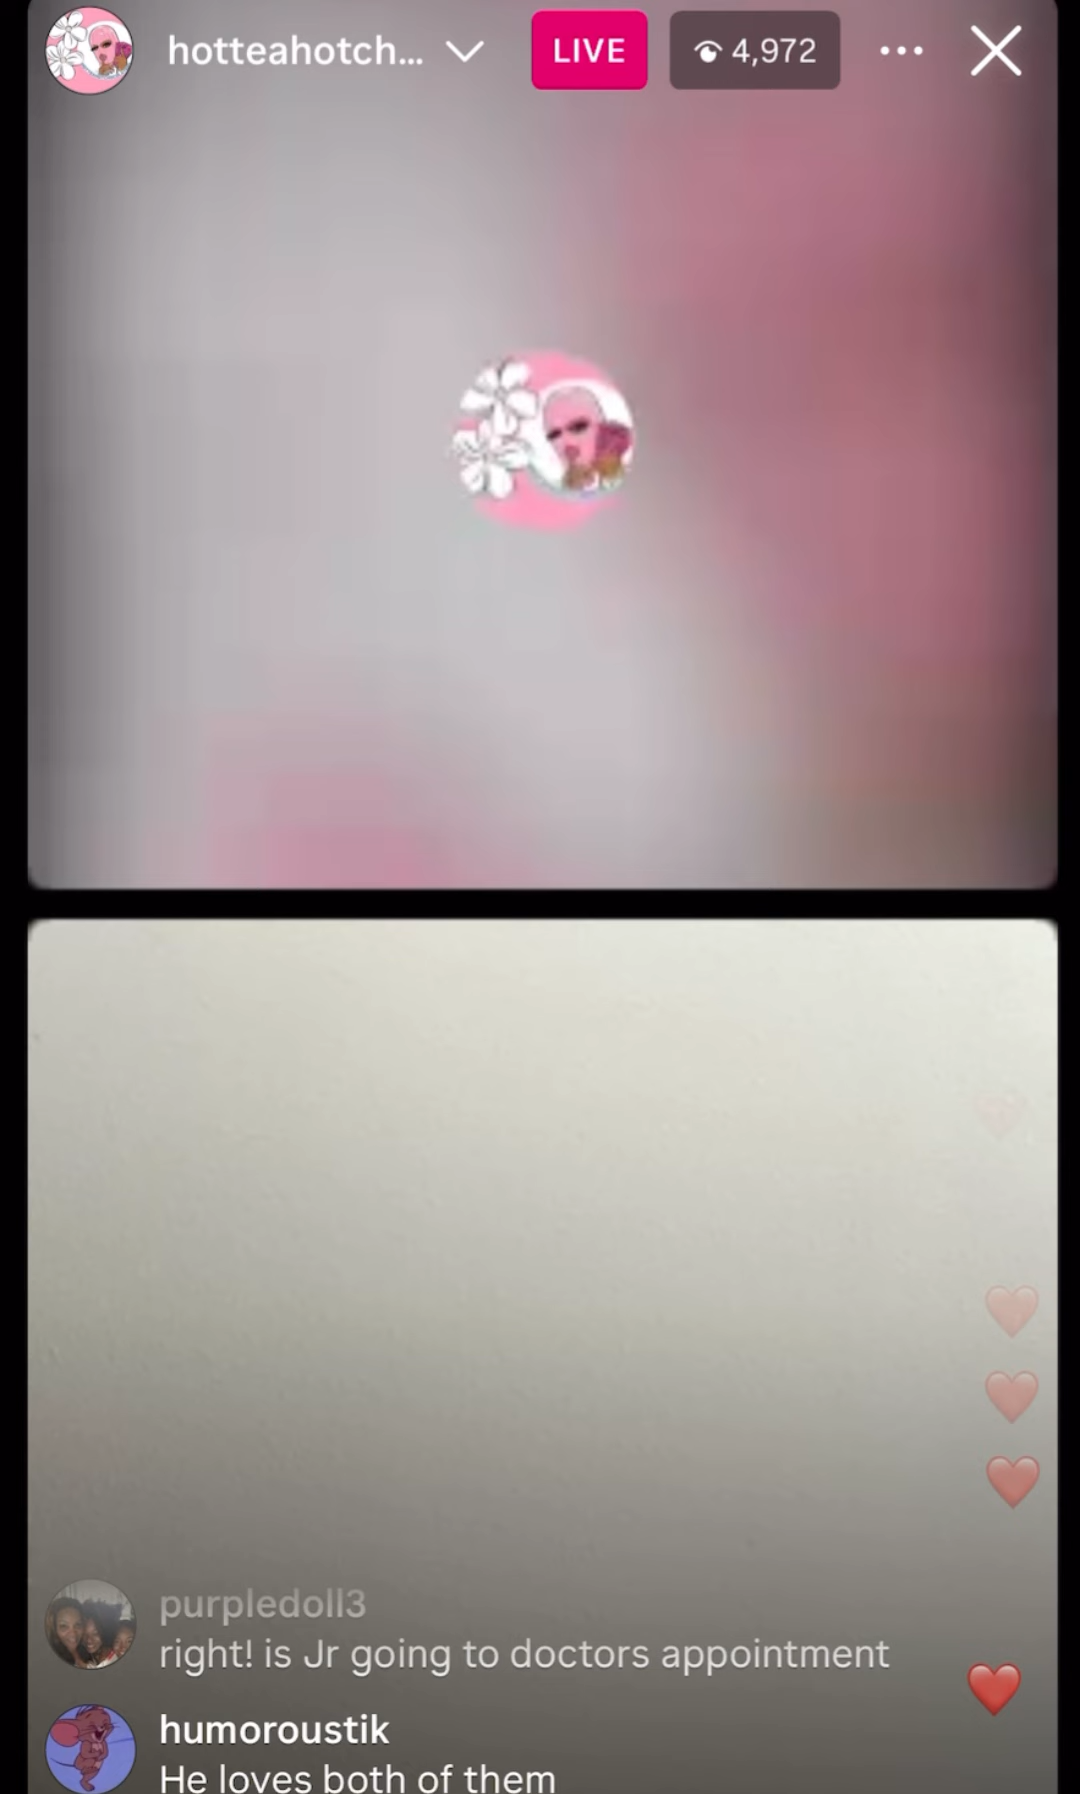 hotteahotch...
LIVE
4,972
purpledoll3
right! is Jr going to doctors appointment
humoroustik
He loves both of them